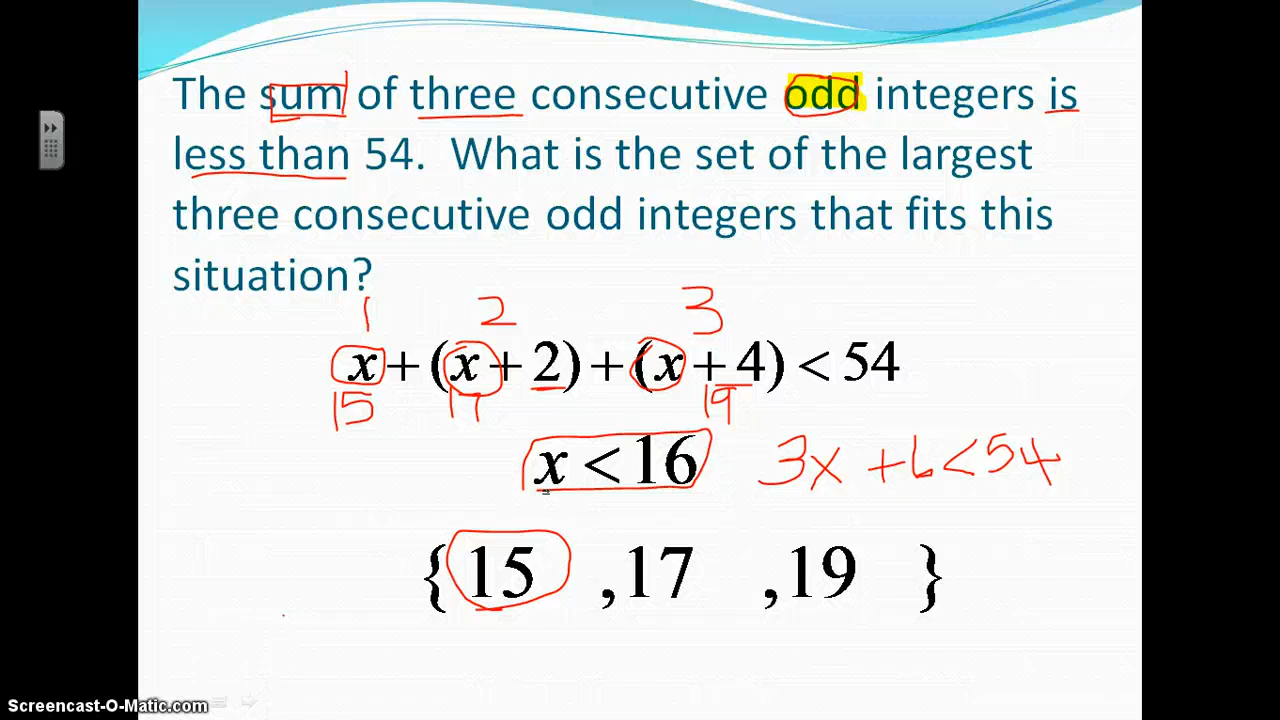 The sum of three consecutive odd integers is
less than 54. What is the set of the largest
three consecutive odd integers that fits this
situation?
1 2 3
x + (x + 2) + (x + 4) < 54
15 17 19
x < 16 3x + 6 < 54
{ 15 , 17 , 19 }
Screencast-O-Matic.com